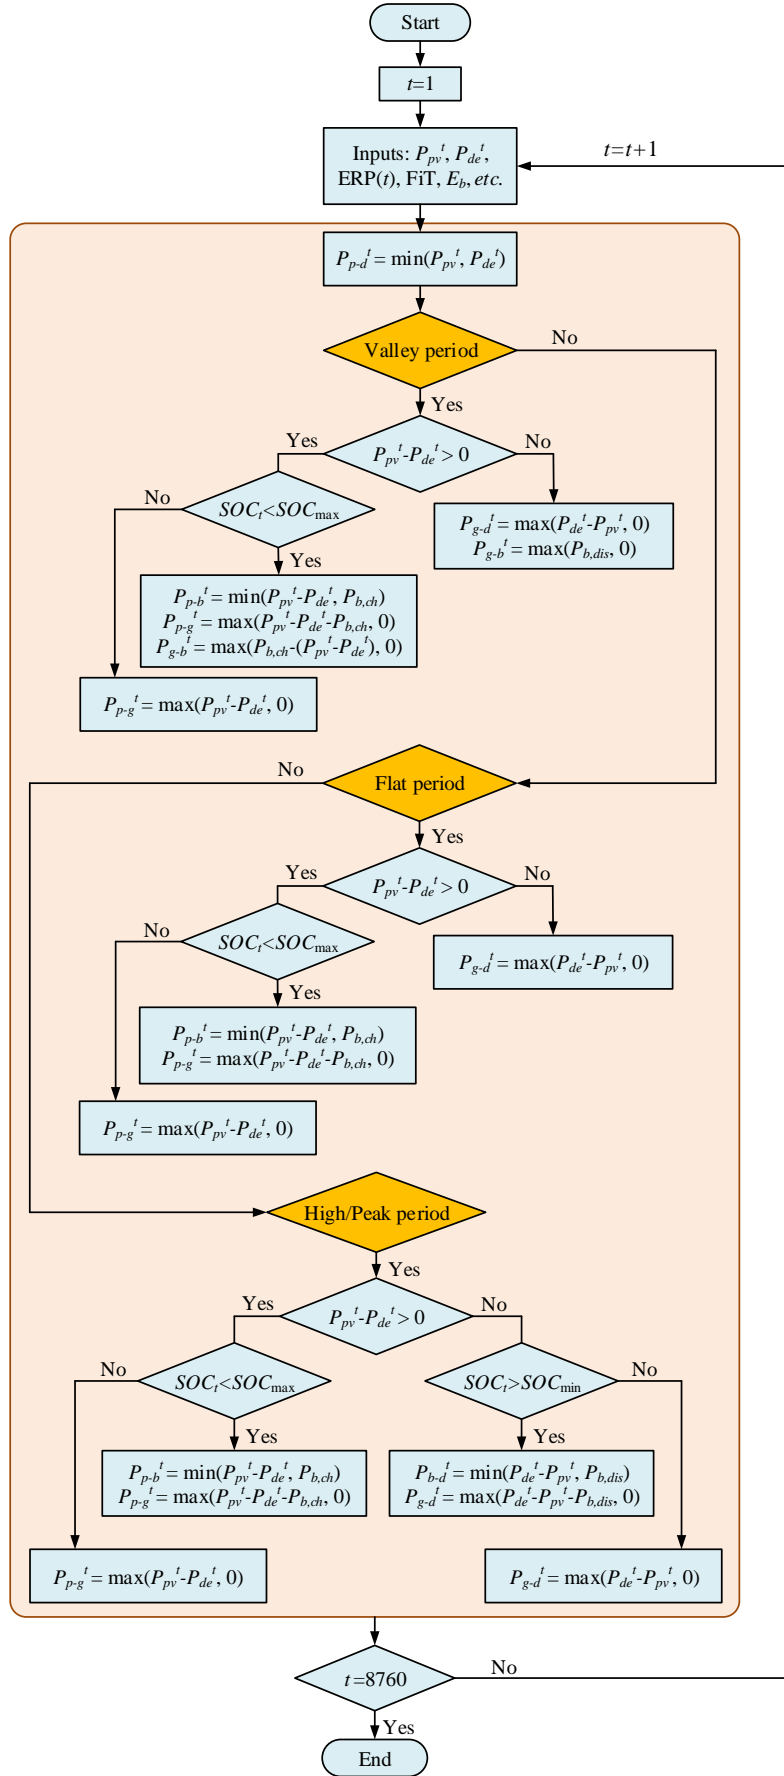 Start
t=1
Inputs: P_pv^t, P_de^t,
ERP(t), FiT, E_b, etc.
t=t+1
P_p-d^t = min(P_pv^t, P_de^t)
Valley period
No
Yes
P_pv^t-P_de^t > 0
Yes
No
SOC_t<SOC_max
No
Yes
P_g-d^t = max(P_de^t-P_pv^t, 0)
P_g-b^t = max(P_b,dis, 0)
P_p-b^t = min(P_pv^t-P_de^t, P_b,ch)
P_p-g^t = max(P_pv^t-P_de^t-P_b,ch, 0)
P_g-b^t = max(P_b,ch-(P_pv^t-P_de^t), 0)
P_p-g^t = max(P_pv^t-P_de^t, 0)
No
Flat period
Yes
P_pv^t-P_de^t > 0
Yes
No
SOC_t<SOC_max
No
Yes
P_g-d^t = max(P_de^t-P_pv^t, 0)
P_p-b^t = min(P_pv^t-P_de^t, P_b,ch)
P_p-g^t = max(P_pv^t-P_de^t-P_b,ch, 0)
P_p-g^t = max(P_pv^t-P_de^t, 0)
High/Peak period
Yes
P_pv^t-P_de^t > 0
Yes
No
No
SOC_t<SOC_max
SOC_t>SOC_min
No
Yes
Yes
P_p-b^t = min(P_pv^t-P_de^t, P_b,ch)
P_p-g^t = max(P_pv^t-P_de^t-P_b,ch, 0)
P_b-d^t = min(P_de^t-P_pv^t, P_b,dis)
P_g-d^t = max(P_de^t-P_pv^t-P_b,dis, 0)
P_p-g^t = max(P_pv^t-P_de^t, 0)
P_g-d^t = max(P_de^t-P_pv^t, 0)
t=8760
No
Yes
End